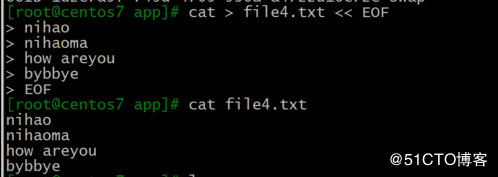 [root@centos7 app]# cat > file4.txt << EOF
> nihao
> nihaoma
> how areyou
> bybbye
> EOF
[root@centos7 app]# cat file4.txt
nihao
nihaoma
how areyou
bybbye
@51CTO博客